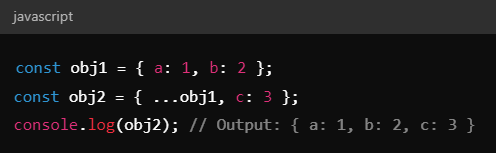 javascript
const obj1 = { a: 1, b: 2 };
const obj2 = { ...obj1, c: 3 };
console.log(obj2); // Output: { a: 1, b: 2, c: 3 }